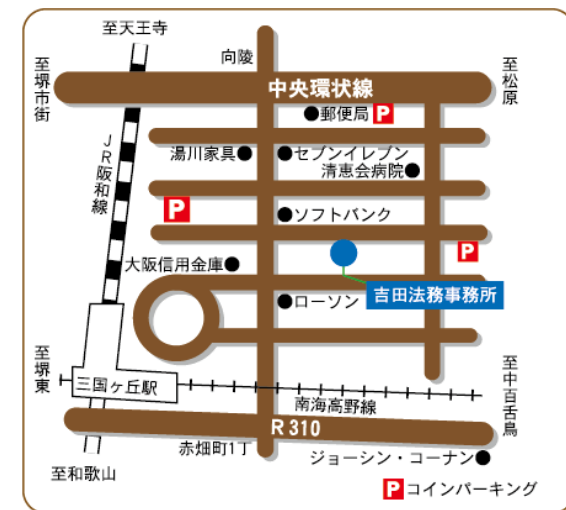 至天王寺
向陵
至堺市街
中央環状線
至松原
郵便局 P
湯川家具
セブンイレブン
清恵会病院
JR阪和線
P
ソフトバンク
P
大阪信用金庫
吉田法務事務所
ローソン
至堺東
三国ヶ丘駅
南海高野線
至中百舌鳥
R 310
赤畑町1丁
ジョーシン・コーナン
至和歌山
P コインパーキング